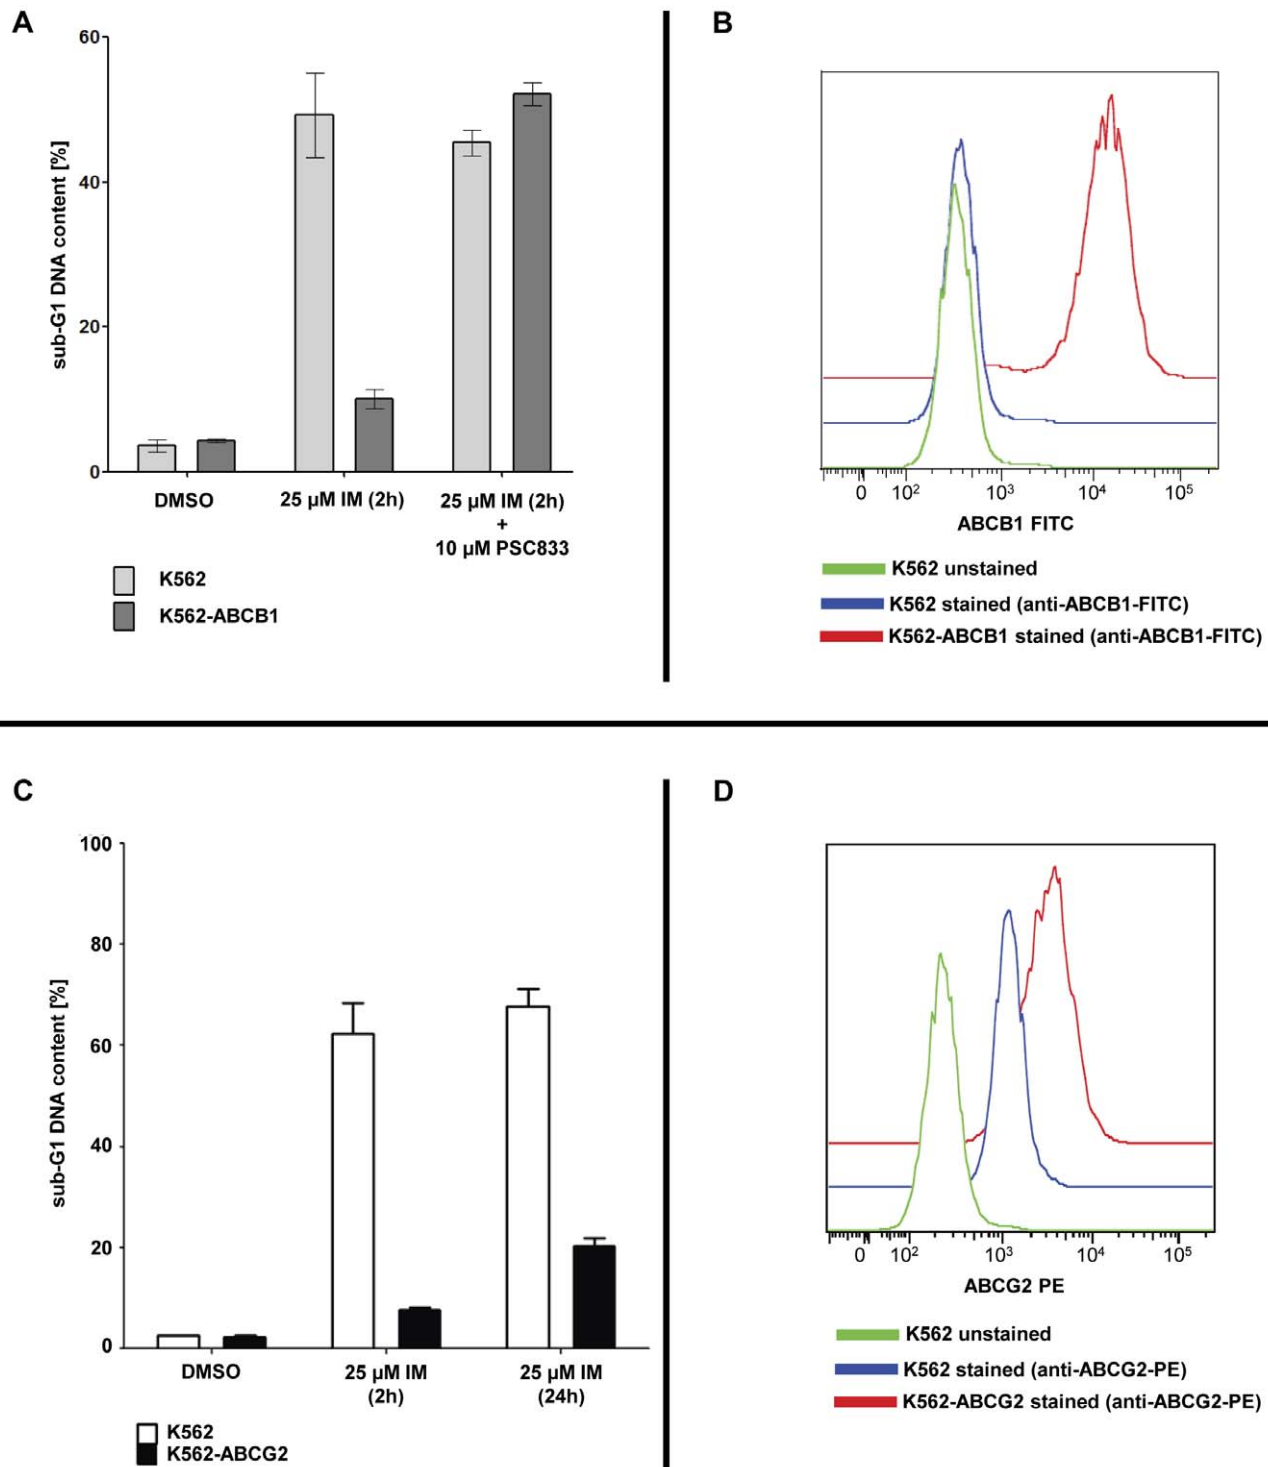 A
sub-G1 DNA content [%]
60
40
20
0
DMSO
25 µM IM (2h)
25 µM IM (2h)
+
10 µM PSC833
K562
K562-ABCB1
B
0 10² 10³ 10⁴ 10⁵
ABCB1 FITC
K562 unstained
K562 stained (anti-ABCB1-FITC)
K562-ABCB1 stained (anti-ABCB1-FITC)
C
sub-G1 DNA content [%]
100
80
60
40
20
0
DMSO
25 µM IM
(2h)
25 µM IM
(24h)
K562
K562-ABCG2
D
0 10² 10³ 10⁴ 10⁵
ABCG2 PE
K562 unstained
K562 stained (anti-ABCG2-PE)
K562-ABCG2 stained (anti-ABCG2-PE)